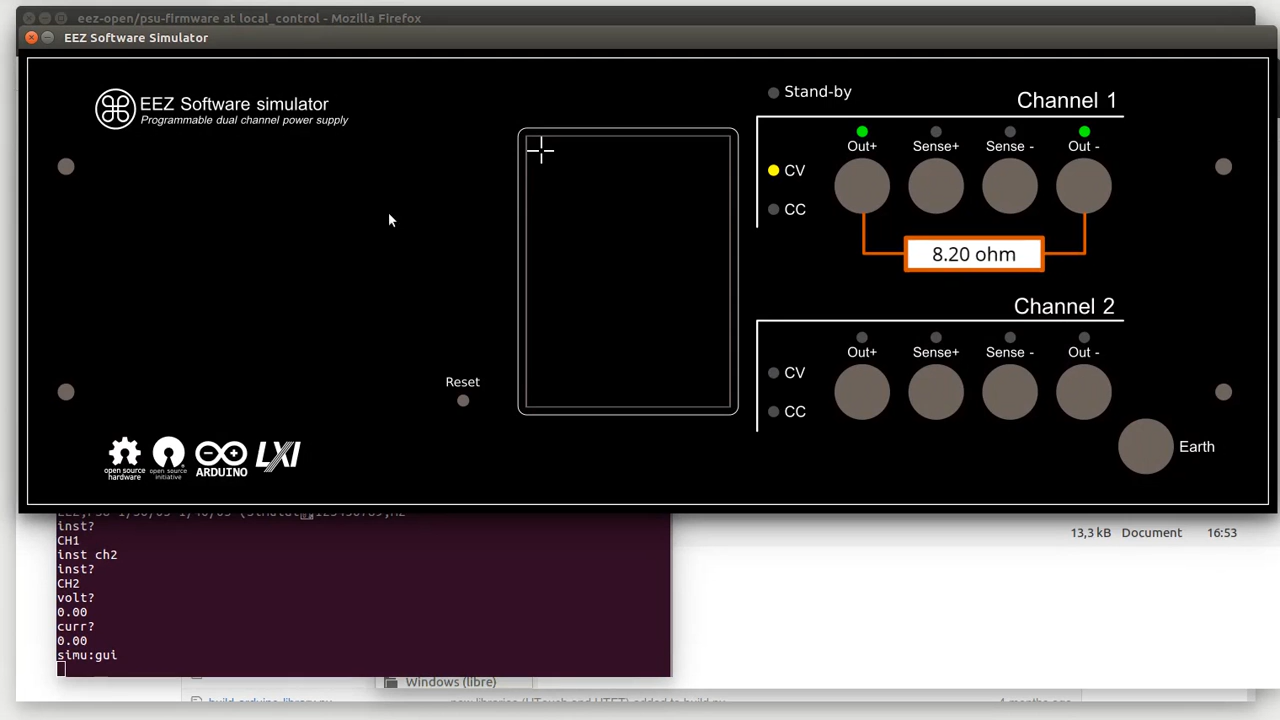 eez-open/psu-firmware at local_control - Mozilla Firefox
EEZ Software Simulator
EEZ Software simulator
Programmable dual channel power supply
Stand-by
Channel 1
Out+
Sense+
Sense -
Out -
CV
CC
8.20 ohm
Channel 2
Out+
Sense+
Sense -
Out -
CV
CC
Reset
Earth
open source
hardware
open source
initiative
ARDUINO
LXI
inst?
CH1
inst ch2
inst?
CH2
volt?
0.00
curr?
0.00
simu:gui
13,3 kB Document 16:53
Windows (libre)